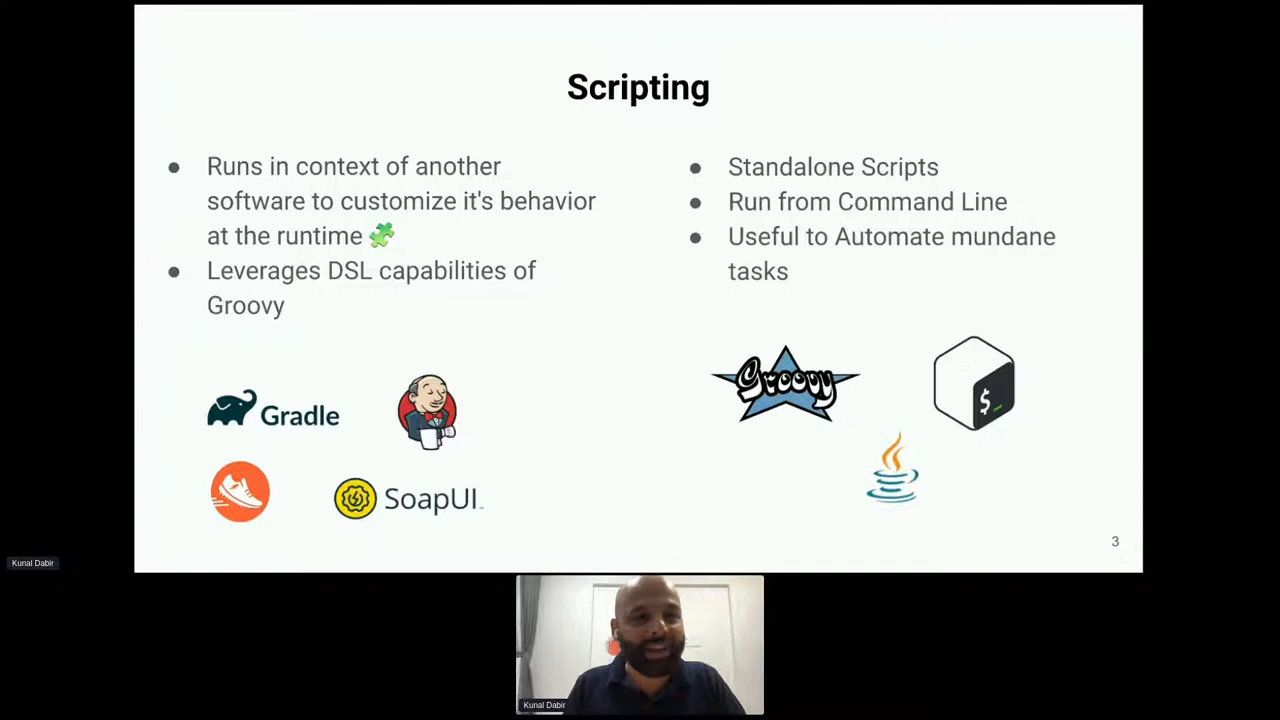 Scripting
● Runs in context of another
software to customize it's behavior
at the runtime
● Leverages DSL capabilities of
Groovy
● Standalone Scripts
● Run from Command Line
● Useful to Automate mundane
tasks
Gradle
SoapUI
Groovy
$_
3
Kunal Dabir
Kunal Dabir